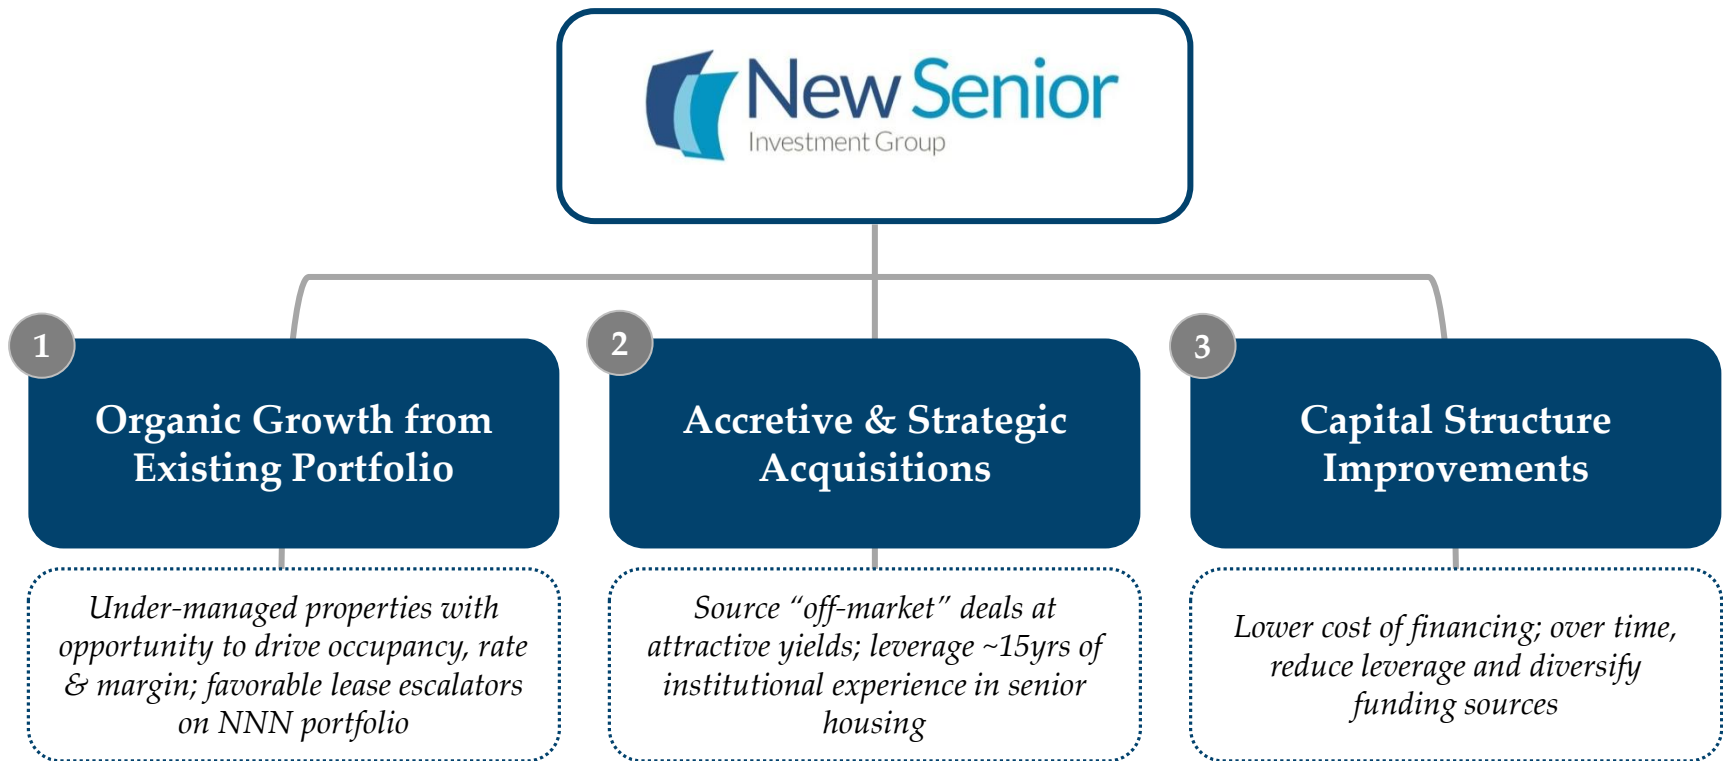 New Senior
Investment Group
1
Organic Growth from
Existing Portfolio
Under-managed properties with
opportunity to drive occupancy, rate
& margin; favorable lease escalators
on NNN portfolio
2
Accretive & Strategic
Acquisitions
Source “off-market” deals at
attractive yields; leverage ~15yrs of
institutional experience in senior
housing
3
Capital Structure
Improvements
Lower cost of financing; over time,
reduce leverage and diversify
funding sources